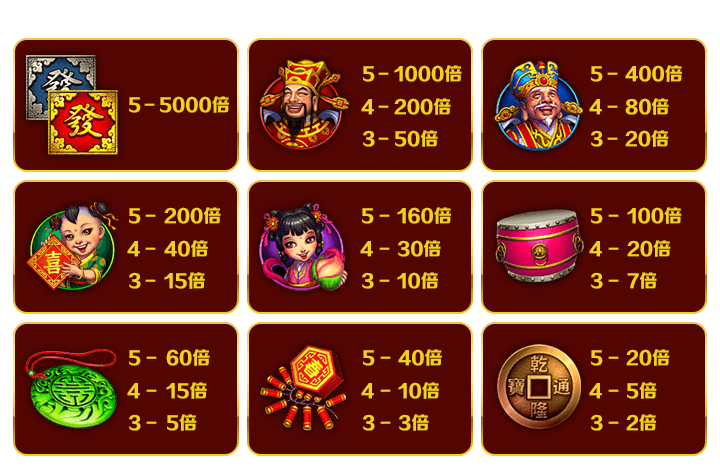 發
發
5-5000倍
5-1000倍
4-200倍
3-50倍
5-400倍
4-80倍
3-20倍
喜
5-200倍
4-40倍
3-15倍
5-160倍
4-30倍
3-10倍
5-100倍
4-20倍
3-7倍
5-60倍
4-15倍
3-5倍
5-40倍
4-10倍
3-3倍
乾隆通寶
5-20倍
4-5倍
3-2倍